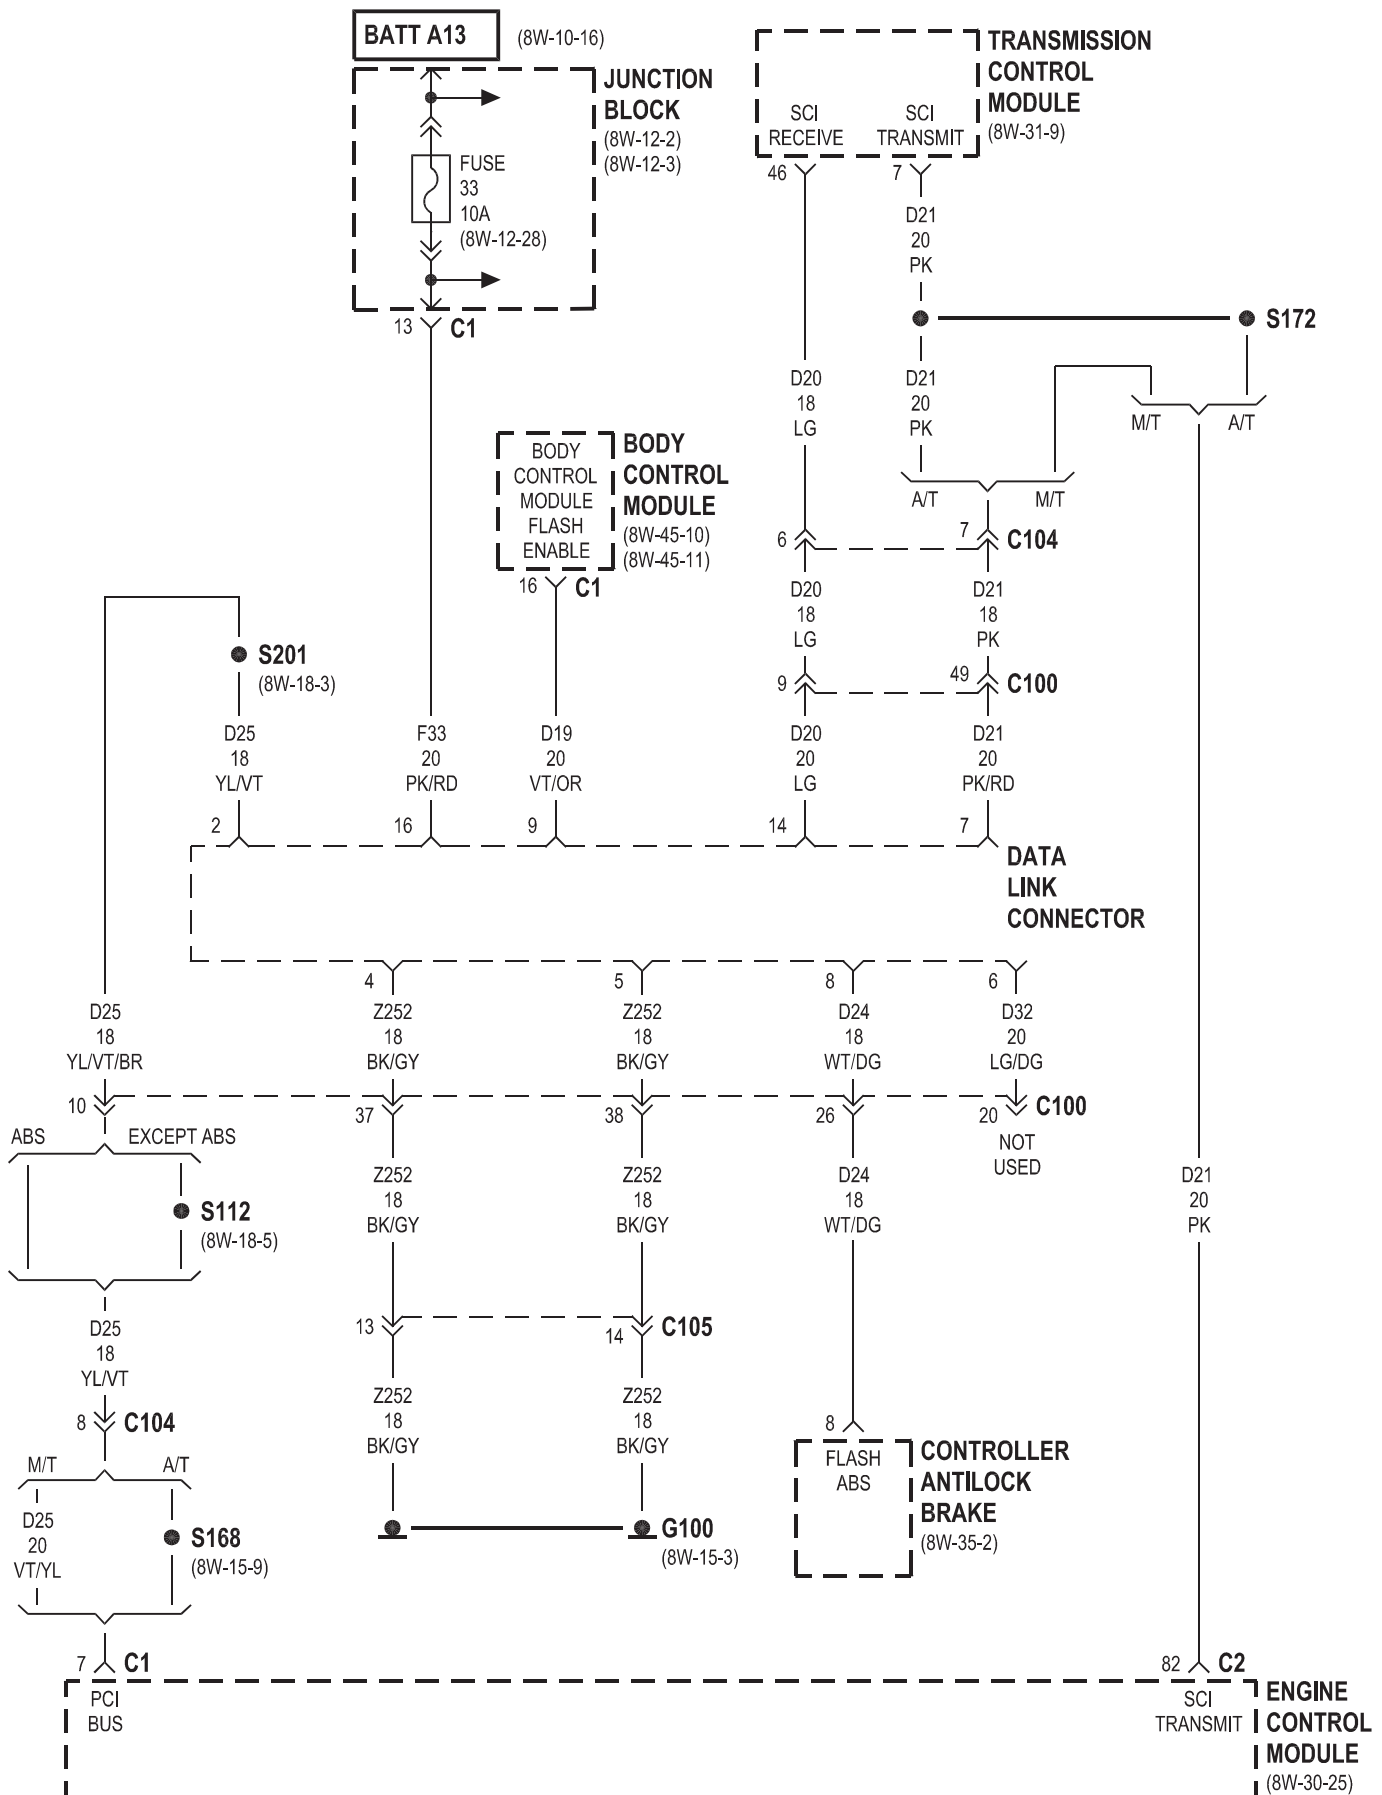 BATT A13
(8W-10-16)
JUNCTION
BLOCK
(8W-12-2)
(8W-12-3)
FUSE
33
10A
(8W-12-28)
13
C1
TRANSMISSION
CONTROL
MODULE
(8W-31-9)
SCI
RECEIVE
SCI
TRANSMIT
46
7
D21
20
PK
S172
D20
18
LG
D21
20
PK
M/T
A/T
A/T
M/T
BODY
CONTROL
MODULE
FLASH
ENABLE
BODY
CONTROL
MODULE
(8W-45-10)
(8W-45-11)
16
C1
6
7
C104
D20
18
LG
D21
18
PK
9
49
C100
S201
(8W-18-3)
D25
18
YL/VT
F33
20
PK/RD
D19
20
VT/OR
D20
20
LG
D21
20
PK/RD
2
16
9
14
7
DATA
LINK
CONNECTOR
4
5
8
6
D25
18
YL/VT/BR
Z252
18
BK/GY
Z252
18
BK/GY
D24
18
WT/DG
D32
20
LG/DG
10
37
38
26
20
C100
NOT
USED
ABS
EXCEPT ABS
S112
(8W-18-5)
Z252
18
BK/GY
Z252
18
BK/GY
D24
18
WT/DG
D21
20
PK
D25
18
YL/VT
13
14
C105
8
C104
Z252
18
BK/GY
Z252
18
BK/GY
8
FLASH
ABS
CONTROLLER
ANTILOCK
BRAKE
(8W-35-2)
M/T
A/T
D25
20
VT/YL
S168
(8W-15-9)
G100
(8W-15-3)
7
C1
PCI
BUS
82
C2
SCI
TRANSMIT
ENGINE
CONTROL
MODULE
(8W-30-25)